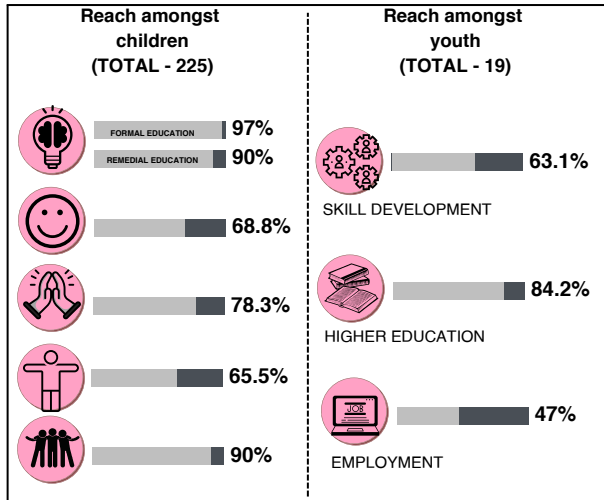 Reach amongst
children
(TOTAL - 225)
FORMAL EDUCATION 97%
REMEDIAL EDUCATION 90%
68.8%
78.3%
65.5%
90%
Reach amongst
youth
(TOTAL - 19)
63.1%
SKILL DEVELOPMENT
84.2%
HIGHER EDUCATION
JOB
47%
EMPLOYMENT